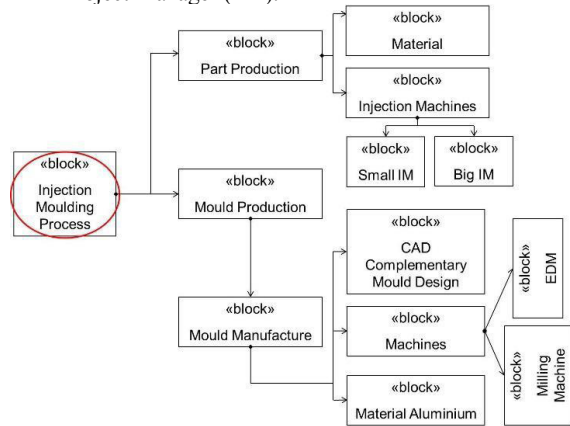 «block»
Part Production
«block»
Material
«block»
Injection Machines
«block»
Small IM
«block»
Big IM
«block»
Injection
Moulding
Process
«block»
Mould Production
«block»
Mould Manufacture
«block»
CAD
Complementary
Mould Design
«block»
Machines
«block»
Material Aluminium
«block»
EDM
«block»
Milling
Machine